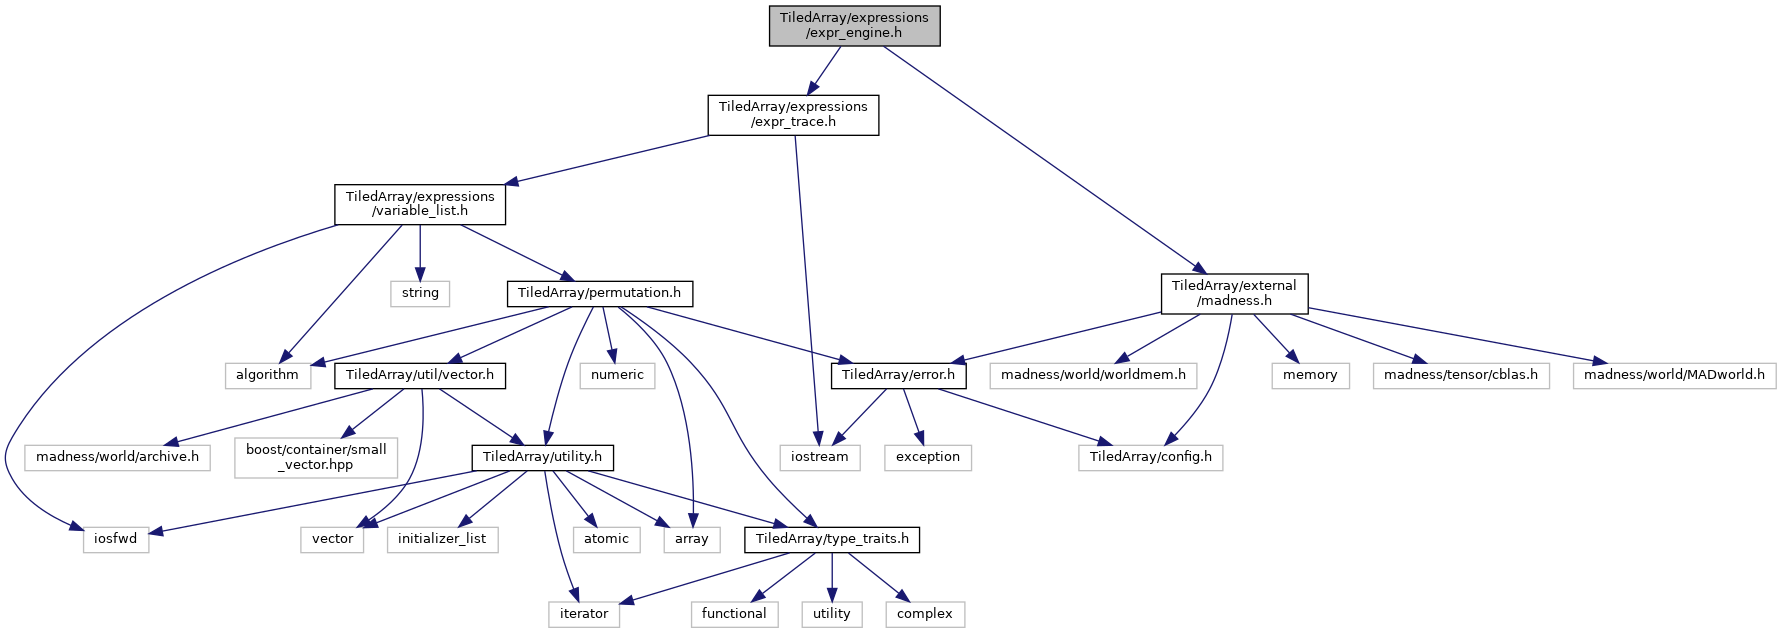 TiledArray/expressions
/expr_engine.h
TiledArray/expressions
/expr_trace.h
TiledArray/expressions
/variable_list.h
string
TiledArray/permutation.h
TiledArray/external
/madness.h
algorithm
TiledArray/util/vector.h
numeric
TiledArray/error.h
madness/world/worldmem.h
memory
madness/tensor/cblas.h
madness/world/MADworld.h
madness/world/archive.h
boost/container/small
_vector.hpp
TiledArray/utility.h
iostream
exception
TiledArray/config.h
iosfwd
vector
initializer_list
atomic
array
TiledArray/type_traits.h
iterator
functional
utility
complex